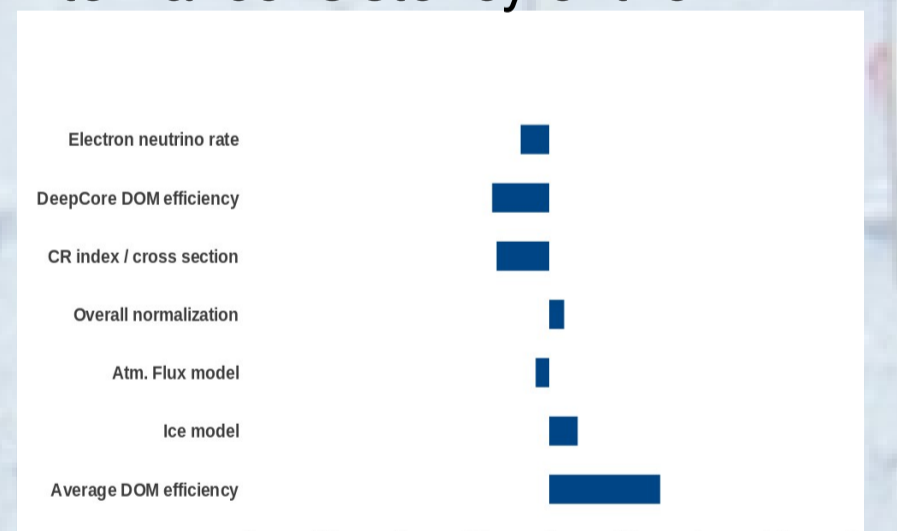 Electron neutrino rate
DeepCore DOM efficiency
CR index / cross section
Overall normalization
Atm. Flux model
Ice model
Average DOM efficiency